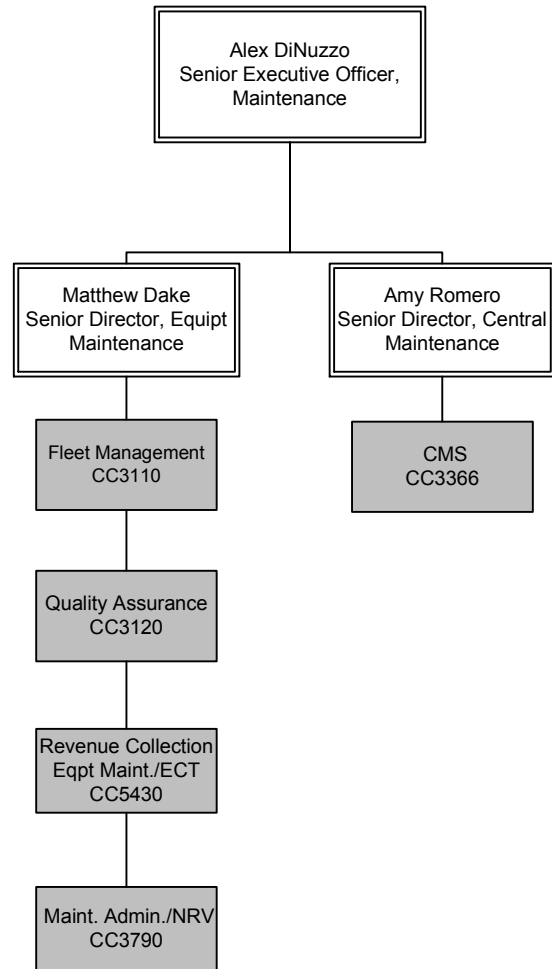 Alex DiNuzzo
Senior Executive Officer,
Maintenance
Matthew Dake
Senior Director, Equipt
Maintenance
Amy Romero
Senior Director, Central
Maintenance
Fleet Management
CC3110
CMS
CC3366
Quality Assurance
CC3120
Revenue Collection
Eqpt Maint./ECT
CC5430
Maint. Admin./NRV
CC3790